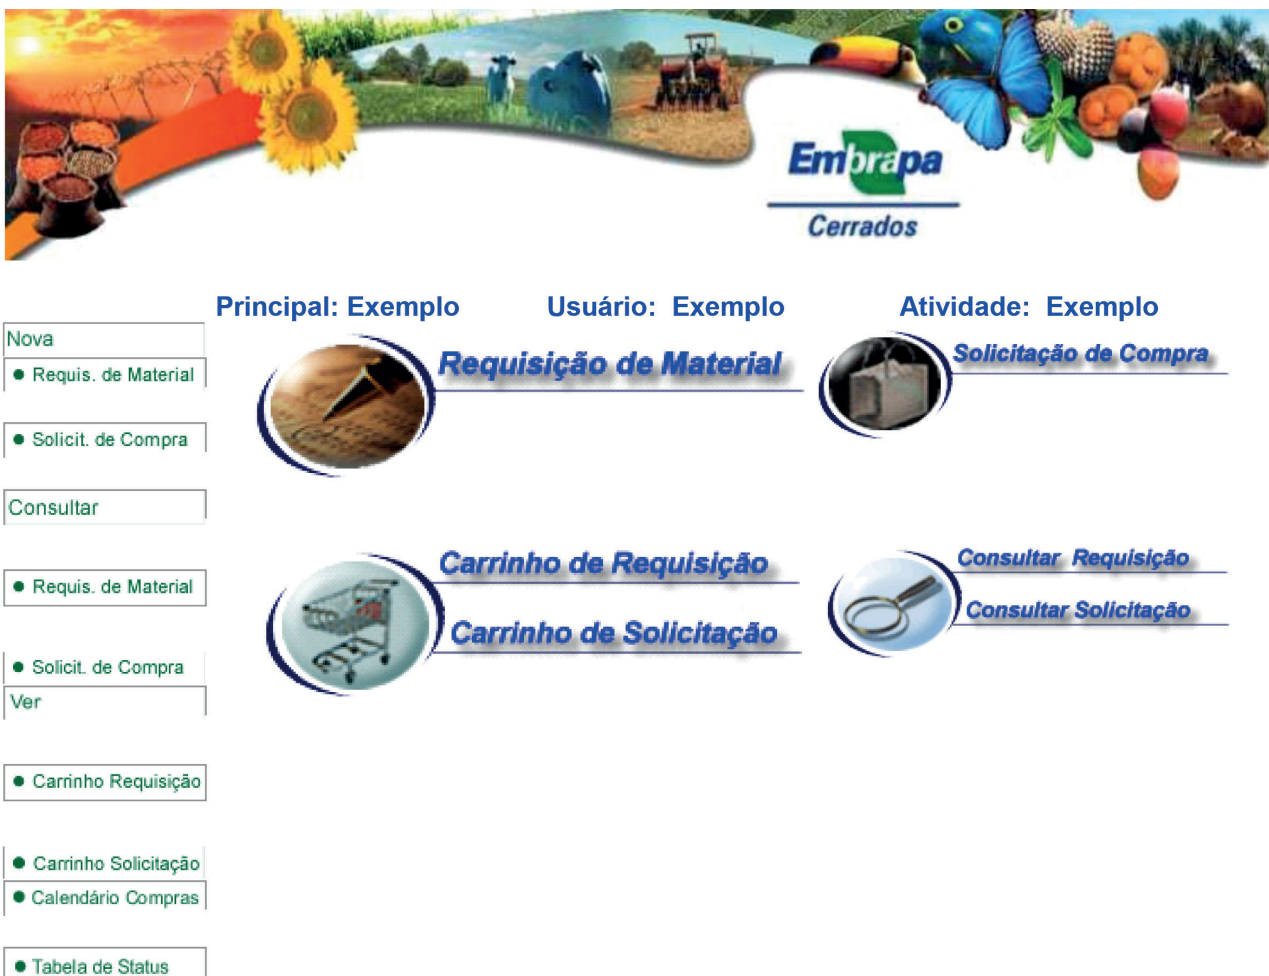 Embrapa
Cerrados
Principal: Exemplo Usuário: Exemplo Atividade: Exemplo
Nova
Requis. de Material
Solicit. de Compra
Consultar
Requis. de Material
Solicit. de Compra
Ver
Carrinho Requisição
Carrinho Solicitação
Calendário Compras
Tabela de Status
Requisição de Material
Solicitação de Compra
Carrinho de Requisição
Carrinho de Solicitação
Consultar Requisição
Consultar Solicitação